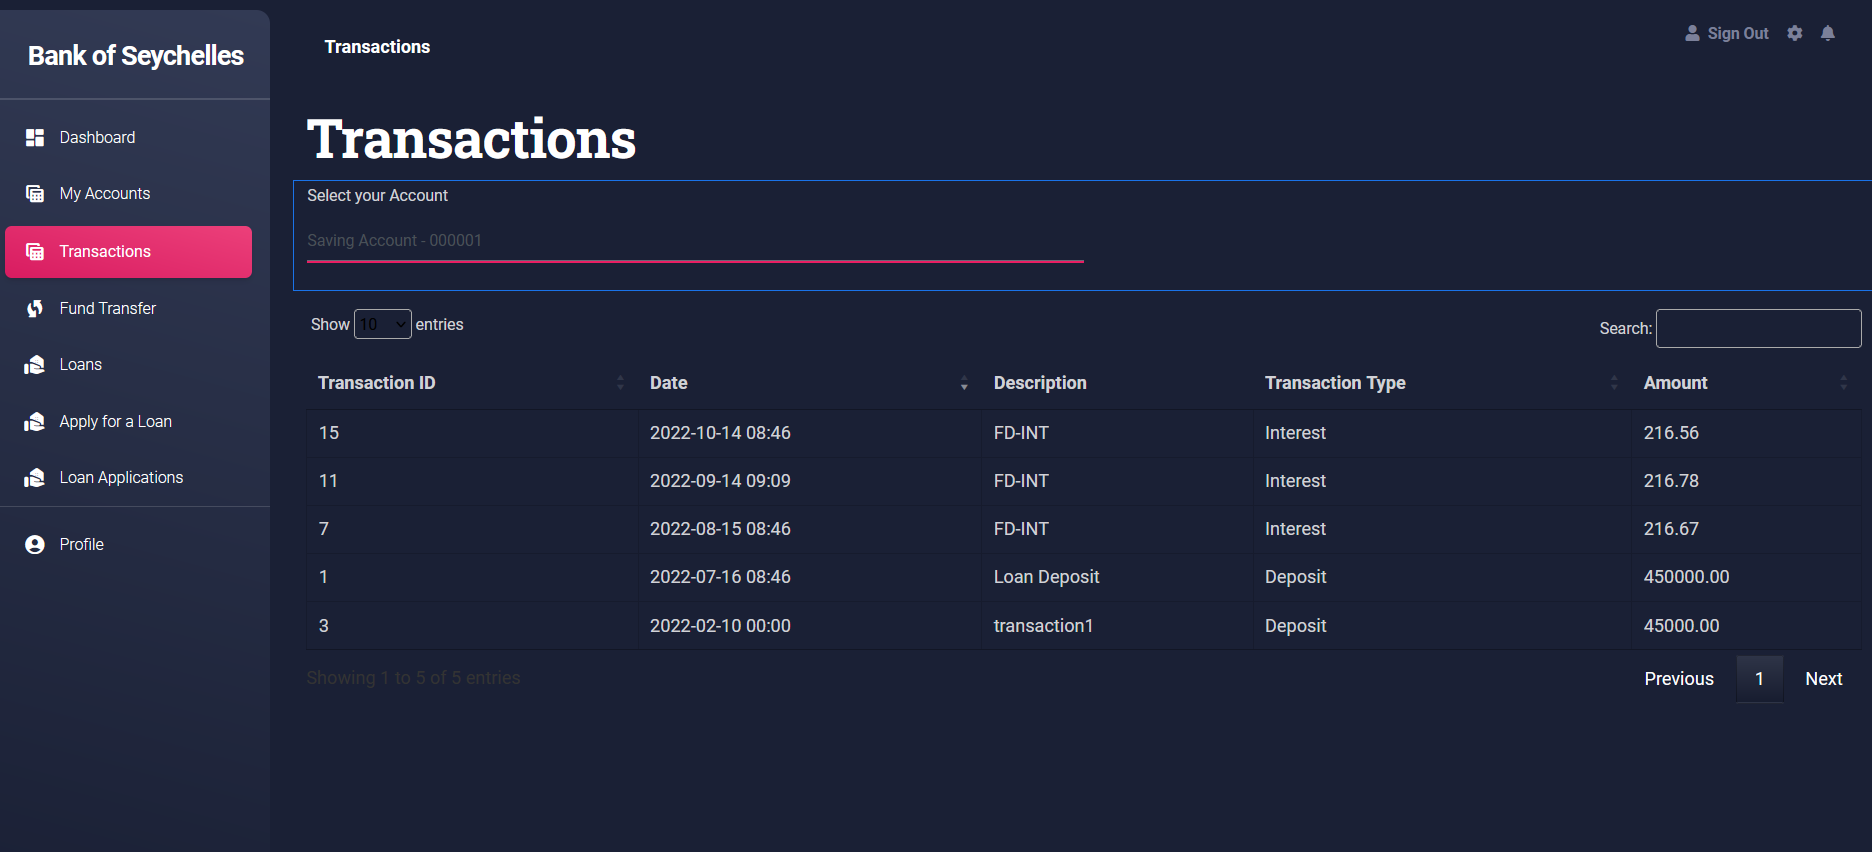 Bank of Seychelles
Dashboard
My Accounts
Transactions
Fund Transfer
Loans
Apply for a Loan
Loan Applications
Profile
Transactions
Sign Out
Transactions
Select your Account
Saving Account - 000001
Show 10 entries
Search:
Transaction ID Date Description Transaction Type Amount
15 2022-10-14 08:46 FD-INT Interest 216.56
11 2022-09-14 09:09 FD-INT Interest 216.78
7 2022-08-15 08:46 FD-INT Interest 216.67
1 2022-07-16 08:46 Loan Deposit Deposit 450000.00
3 2022-02-10 00:00 transaction1 Deposit 45000.00
Showing 1 to 5 of 5 entries
Previous 1 Next